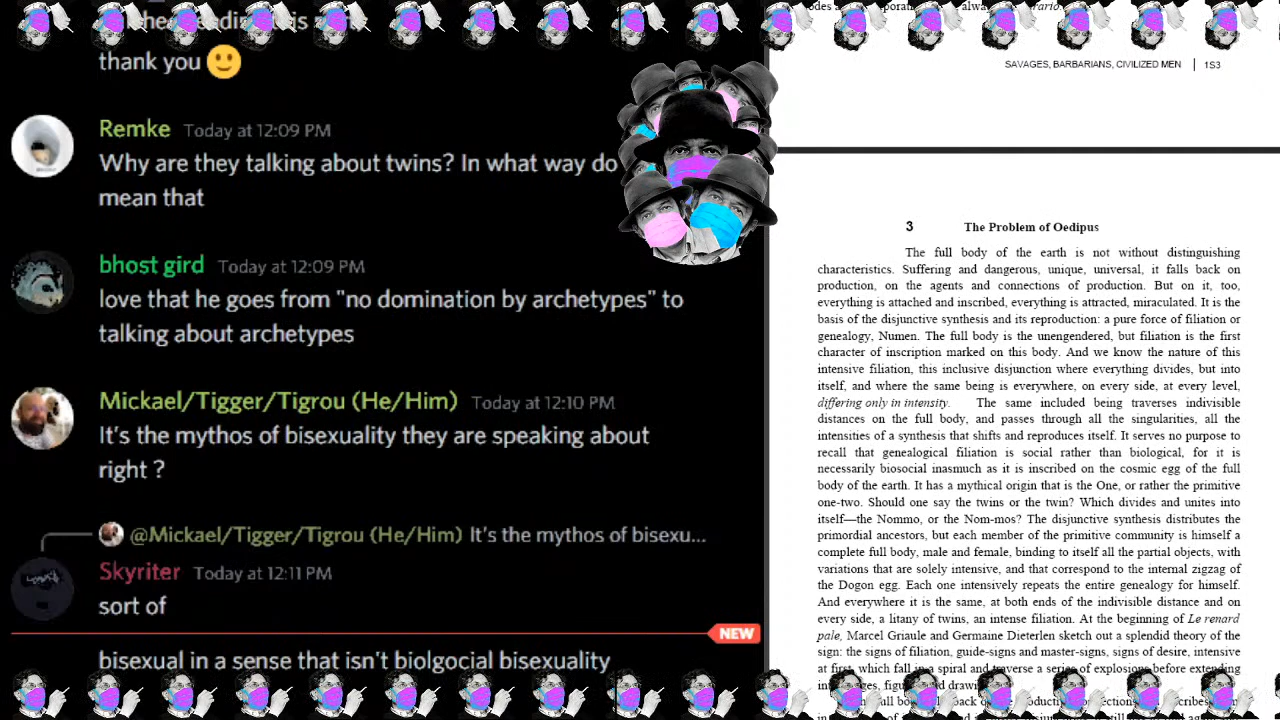 thank you 🙂
Remke Today at 12:09 PM
Why are they talking about twins? In what way do
mean that
bhost gird Today at 12:09 PM
love that he goes from "no domination by archetypes" to
talking about archetypes
Mickael/Tigger/Tigrou (He/Him) Today at 12:10 PM
It's the mythos of bisexuality they are speaking about
right ?
@Mickael/Tigger/Tigrou (He/Him) It's the mythos of bisexu...
Skyriter Today at 12:11 PM
sort of
NEW
bisexual in a sense that isn't biolgocial bisexuality
SAVAGES, BARBARIANS, CIVILIZED MEN | 1S3
3 The Problem of Oedipus
The full body of the earth is not without distinguishing
characteristics. Suffering and dangerous, unique, universal, it falls back on
production, on the agents and connections of production. But on it, too,
everything is attached and inscribed, everything is attracted, miraculated. It is the
basis of the disjunctive synthesis and its reproduction: a pure force of filiation or
genealogy, Numen. The full body is the unengendered, but filiation is the first
character of inscription marked on this body. And we know the nature of this
intensive filiation, this inclusive disjunction where everything divides, but into
itself, and where the same being is everywhere, on every side, at every level,
differing only in intensity. The same included being traverses indivisible
distances on the full body, and passes through all the singularities, all the
intensities of a synthesis that shifts and reproduces itself. It serves no purpose to
recall that genealogical filiation is social rather than biological, for it is
necessarily biosocial inasmuch as it is inscribed on the cosmic egg of the full
body of the earth. It has a mythical origin that is the One, or rather the primitive
one-two. Should one say the twins or the twin? Which divides and unites into
itself—the Nommo, or the Nom-mos? The disjunctive synthesis distributes the
primordial ancestors, but each member of the primitive community is himself a
complete full body, male and female, binding to itself all the partial objects, with
variations that are solely intensive, and that correspond to the internal zigzag of
the Dogon egg. Each one intensively repeats the entire genealogy for himself.
And everywhere it is the same, at both ends of the indivisible distance and on
every side, a litany of twins, an intense filiation. At the beginning of Le renard
pale, Marcel Griaule and Germaine Dieterlen sketch out a splendid theory of the
sign: the signs of filiation, guide-signs and master-signs, signs of desire, intensive
at first, which fall in a spiral and traverse a series of explosions before extending